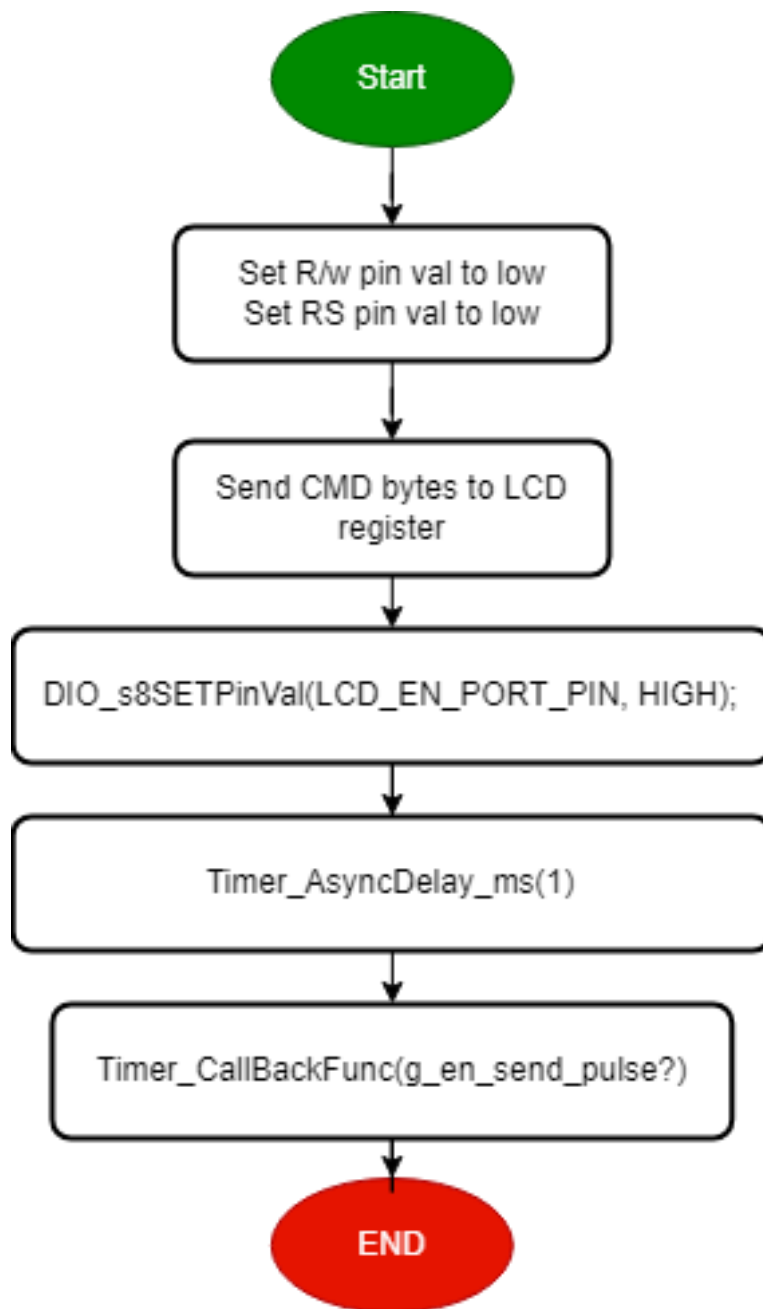 Start
Set R/w pin val to low
Set RS pin val to low
Send CMD bytes to LCD
register
DIO_s8SETPinVal(LCD_EN_PORT_PIN, HIGH);
Timer_AsyncDelay_ms(1)
Timer_CallBackFunc(g_en_send_pulse?)
END